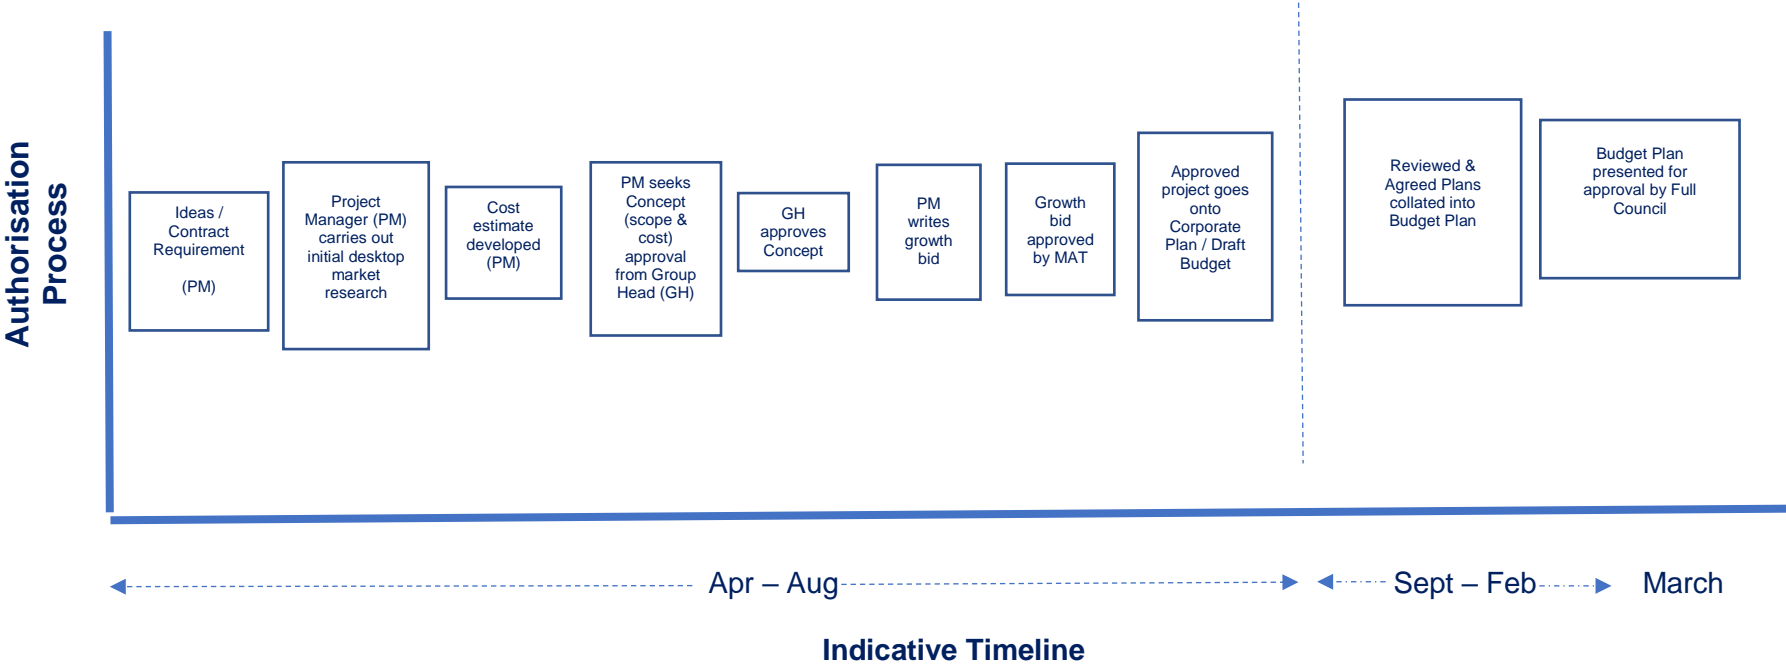 Authorisation
Process
Ideas /
Contract
Requirement
(PM)
Project
Manager (PM)
carries out
initial desktop
market
research
Cost
estimate
developed
(PM)
PM seeks
Concept
(scope &
cost)
approval
from Group
Head (GH)
GH
approves
Concept
PM
writes
growth
bid
Growth
bid
approved
by MAT
Approved
project goes
onto
Corporate
Plan / Draft
Budget
Reviewed &
Agreed Plans
collated into
Budget Plan
Budget Plan
presented for
approval by Full
Council
Apr – Aug
Sept – Feb
March
Indicative Timeline